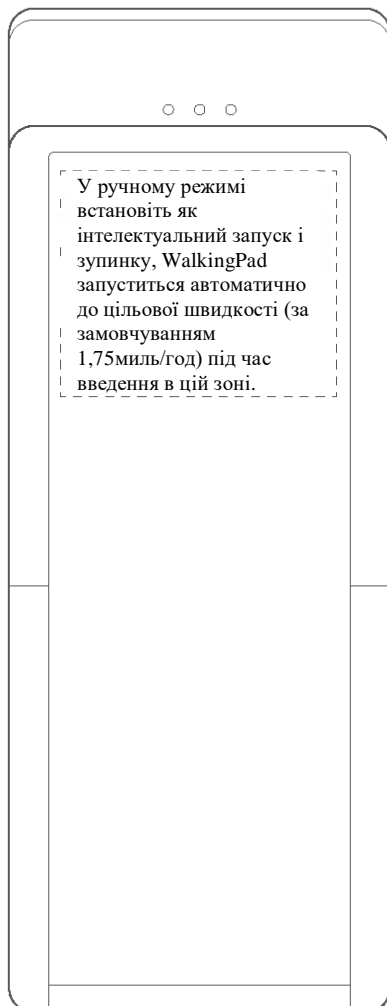 У ручному режимі
встановіть як
інтелектуальний запуск і
зупинку, WalkingPad
запуститься автоматично
до цільової швидкості (за
замовчуванням
1,75миль/год) під час
введення в цій зоні.